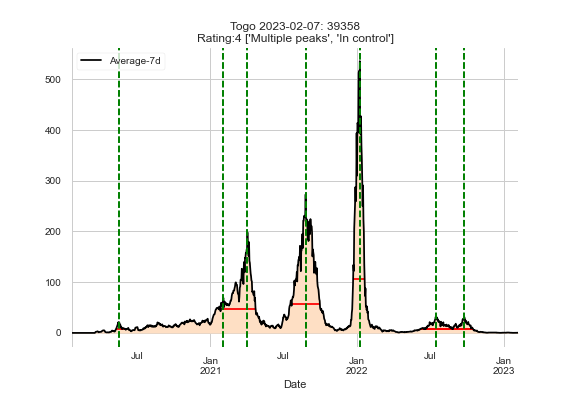 Togo 2023-02-07: 39358
Rating:4 ['Multiple peaks', 'In control']
Average-7d
500
400
300
200
100
0
Jul
Jan
2021
Jul
Jan
2022
Jul
Jan
2023
Date